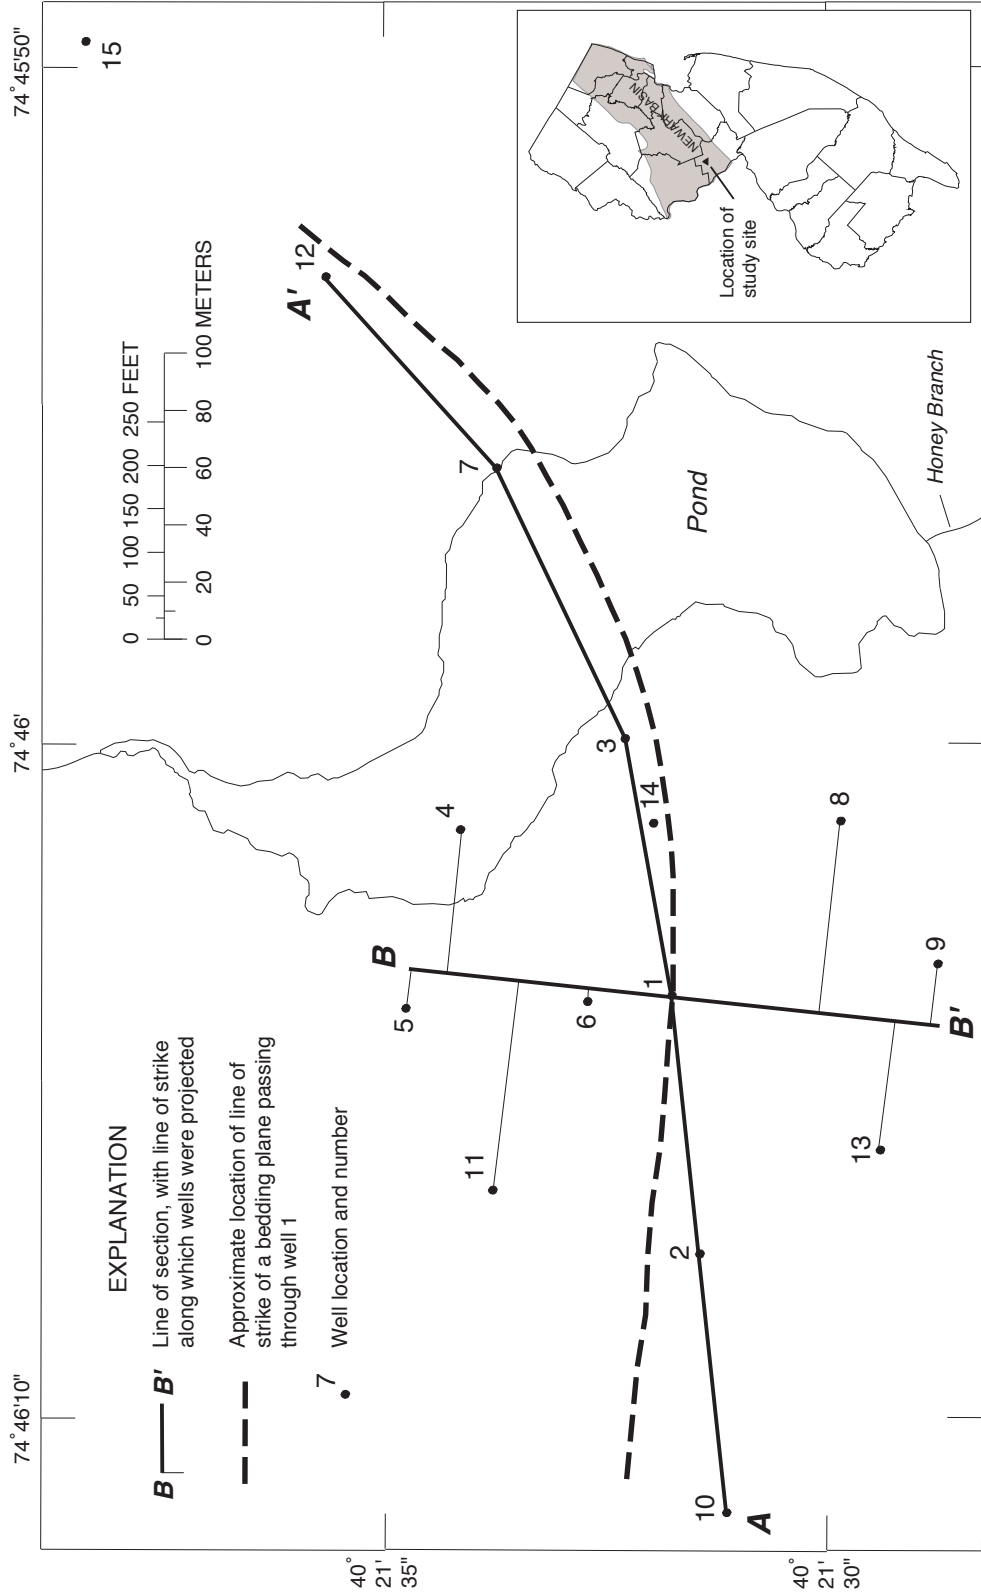 74°46'10"
74°46'
74°45'50"
40°
21'
35"
40°
21'
30"
EXPLANATION
B B' Line of section, with line of strike
along which wells were projected
Approximate location of line of
strike of a bedding plane passing
through well 1
7 Well location and number
0 50 100 150 200 250 FEET
0 20 40 60 80 100 METERS
15
12
A'
7
3
14
4
B
5
6
1
11
2
10
A
8
9
B'
13
Pond
Honey Branch
NEWARK BASIN
Location of
study site